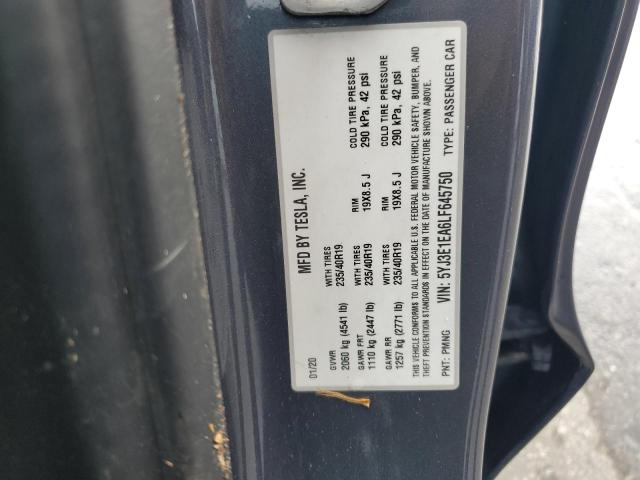 MFD BY TESLA, INC.
01/20
GVWR WITH TIRES RIM COLD TIRE PRESSURE
2060 kg (4541 lb) 235/40R19 19X8.5 J 290 kPa, 42 psi
GAWR FRT WITH TIRES RIM COLD TIRE PRESSURE
1110 kg (2447 lb) 235/40R19 19X8.5 J 290 kPa, 42 psi
GAWR RR WITH TIRES
1257 kg (2771 lb) 235/40R19
THIS VEHICLE CONFORMS TO ALL APPLICABLE U.S. FEDERAL MOTOR VEHICLE SAFETY, BUMPER, AND
THEFT PREVENTION STANDARDS IN EFFECT ON THE DATE OF MANUFACTURE SHOWN ABOVE.
PNT: PMNG VIN: 5YJ3E1EA6LF645750 TYPE: PASSENGER CAR